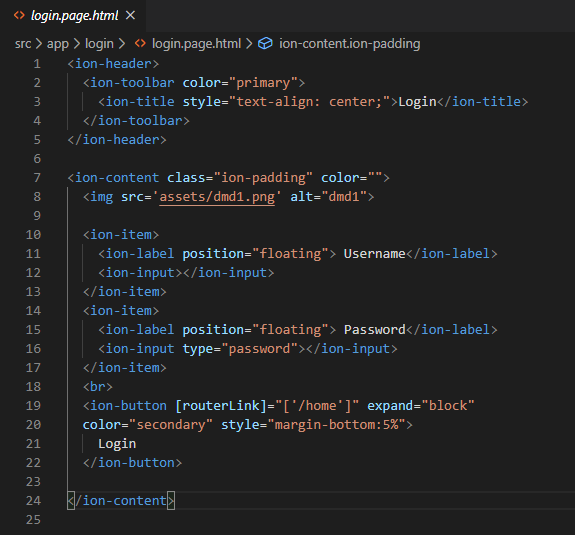 login.page.html ×
src > app > login > login.page.html > ion-content.ion-padding
1 <ion-header>
2   <ion-toolbar color="primary">
3     <ion-title style="text-align: center;">Login</ion-title>
4   </ion-toolbar>
5 </ion-header>
6
7 <ion-content class="ion-padding" color="">
8   <img src='assets/dmd1.png' alt="dmd1">
9
10   <ion-item>
11     <ion-label position="floating"> Username</ion-label>
12     <ion-input></ion-input>
13   </ion-item>
14   <ion-item>
15     <ion-label position="floating"> Password</ion-label>
16     <ion-input type="password"></ion-input>
17   </ion-item>
18   <br>
19   <ion-button [routerLink]="['/home']" expand="block"
20   color="secondary" style="margin-bottom:5%">
21     Login
22   </ion-button>
23
24 </ion-content>
25